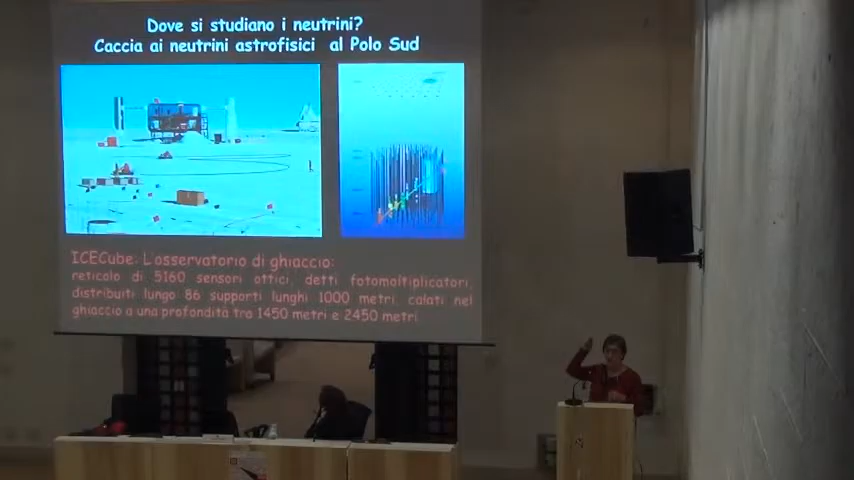 Dove si studiano i neutrini?
Caccia ai neutrini astrofisici al Polo Sud
ICECube: L'osservatorio di ghiaccio:
reticolo di 5160 sensori ottici, detti fotomoltiplicatori,
distribuiti lungo 86 supporti lunghi 1000 metri, calati nel
ghiaccio a una profondità tra 1450 metri e 2450 metri